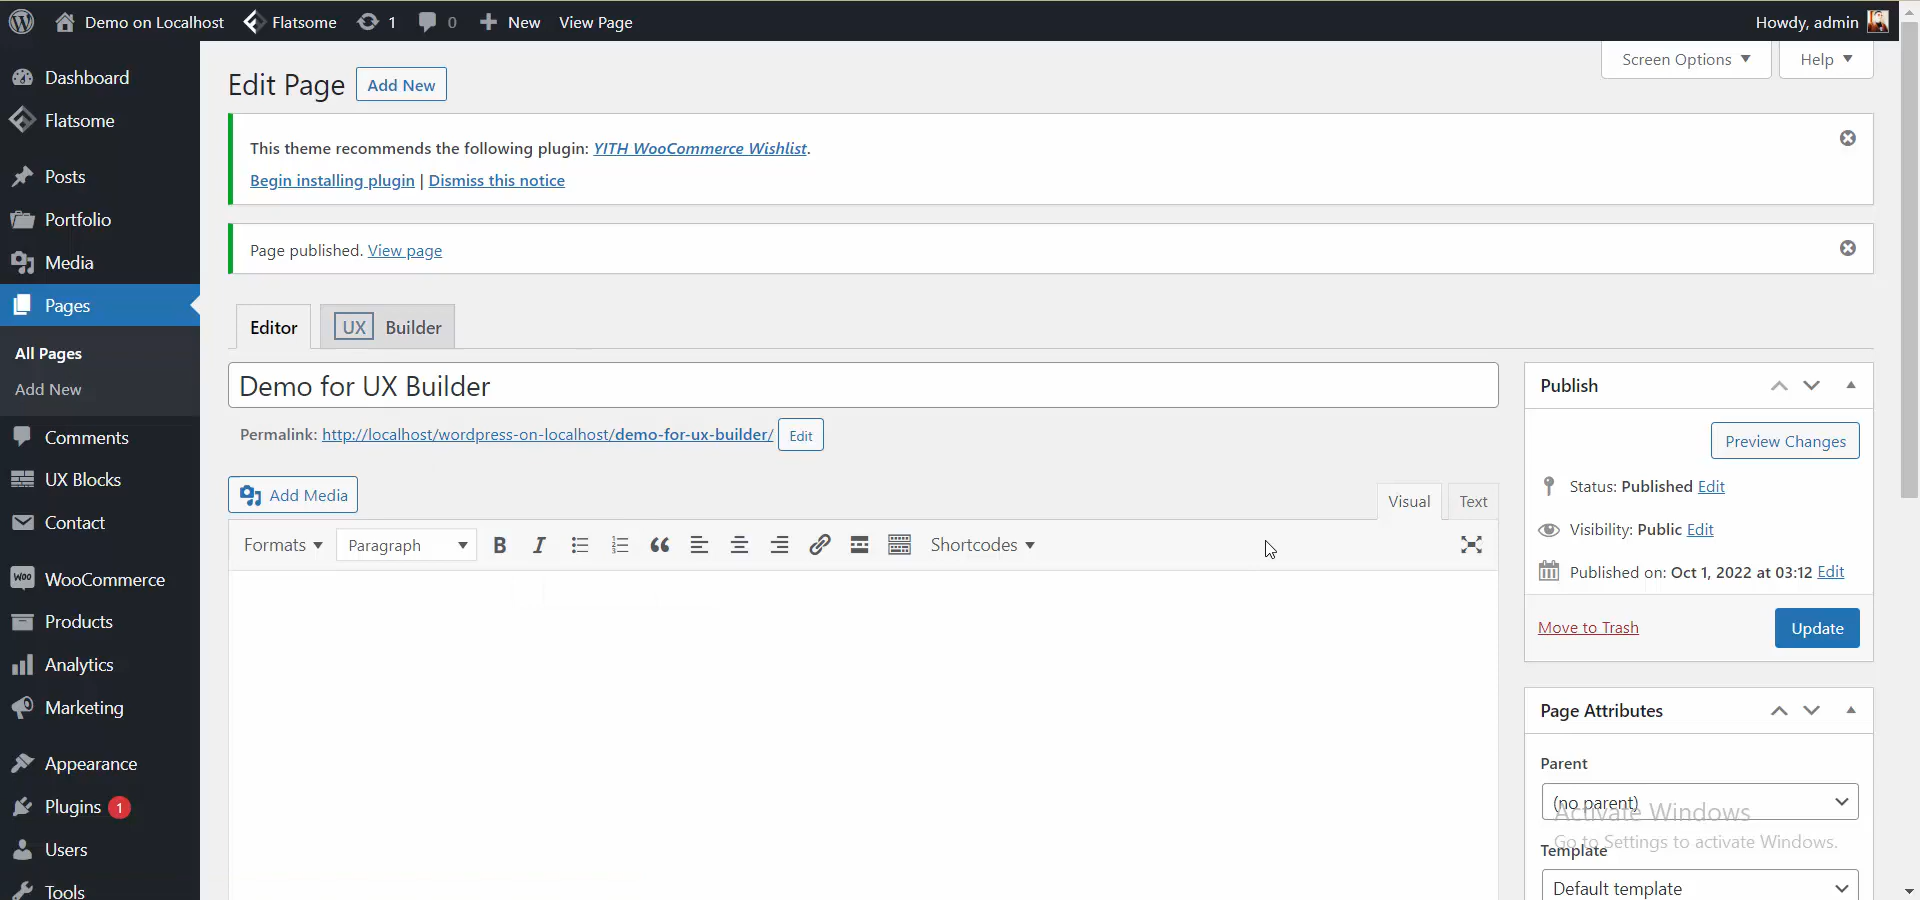 Demo on Localhost Flatsome 1 0 New View Page Howdy, admin
Screen Options Help
Dashboard
Flatsome
Posts
Portfolio
Media
Pages
All Pages
Add New
Comments
UX Blocks
Contact
WOO WooCommerce
Products
Analytics
Marketing
Appearance
Plugins 1
Users
Tools
Edit Page Add New
This theme recommends the following plugin: YITH WooCommerce Wishlist.
Begin installing plugin | Dismiss this notice
Page published. View page
Editor UX Builder
Demo for UX Builder
Permalink: http://localhost/wordpress-on-localhost/demo-for-ux-builder/ Edit
Add Media Visual Text
Formats Paragraph B I Shortcodes
Publish
Preview Changes
Status: Published Edit
Visibility: Public Edit
Published on: Oct 1, 2022 at 03:12 Edit
Move to Trash Update
Page Attributes
Parent
(no parent)
Activate Windows
Go to Settings to activate Windows.
Template
Default template